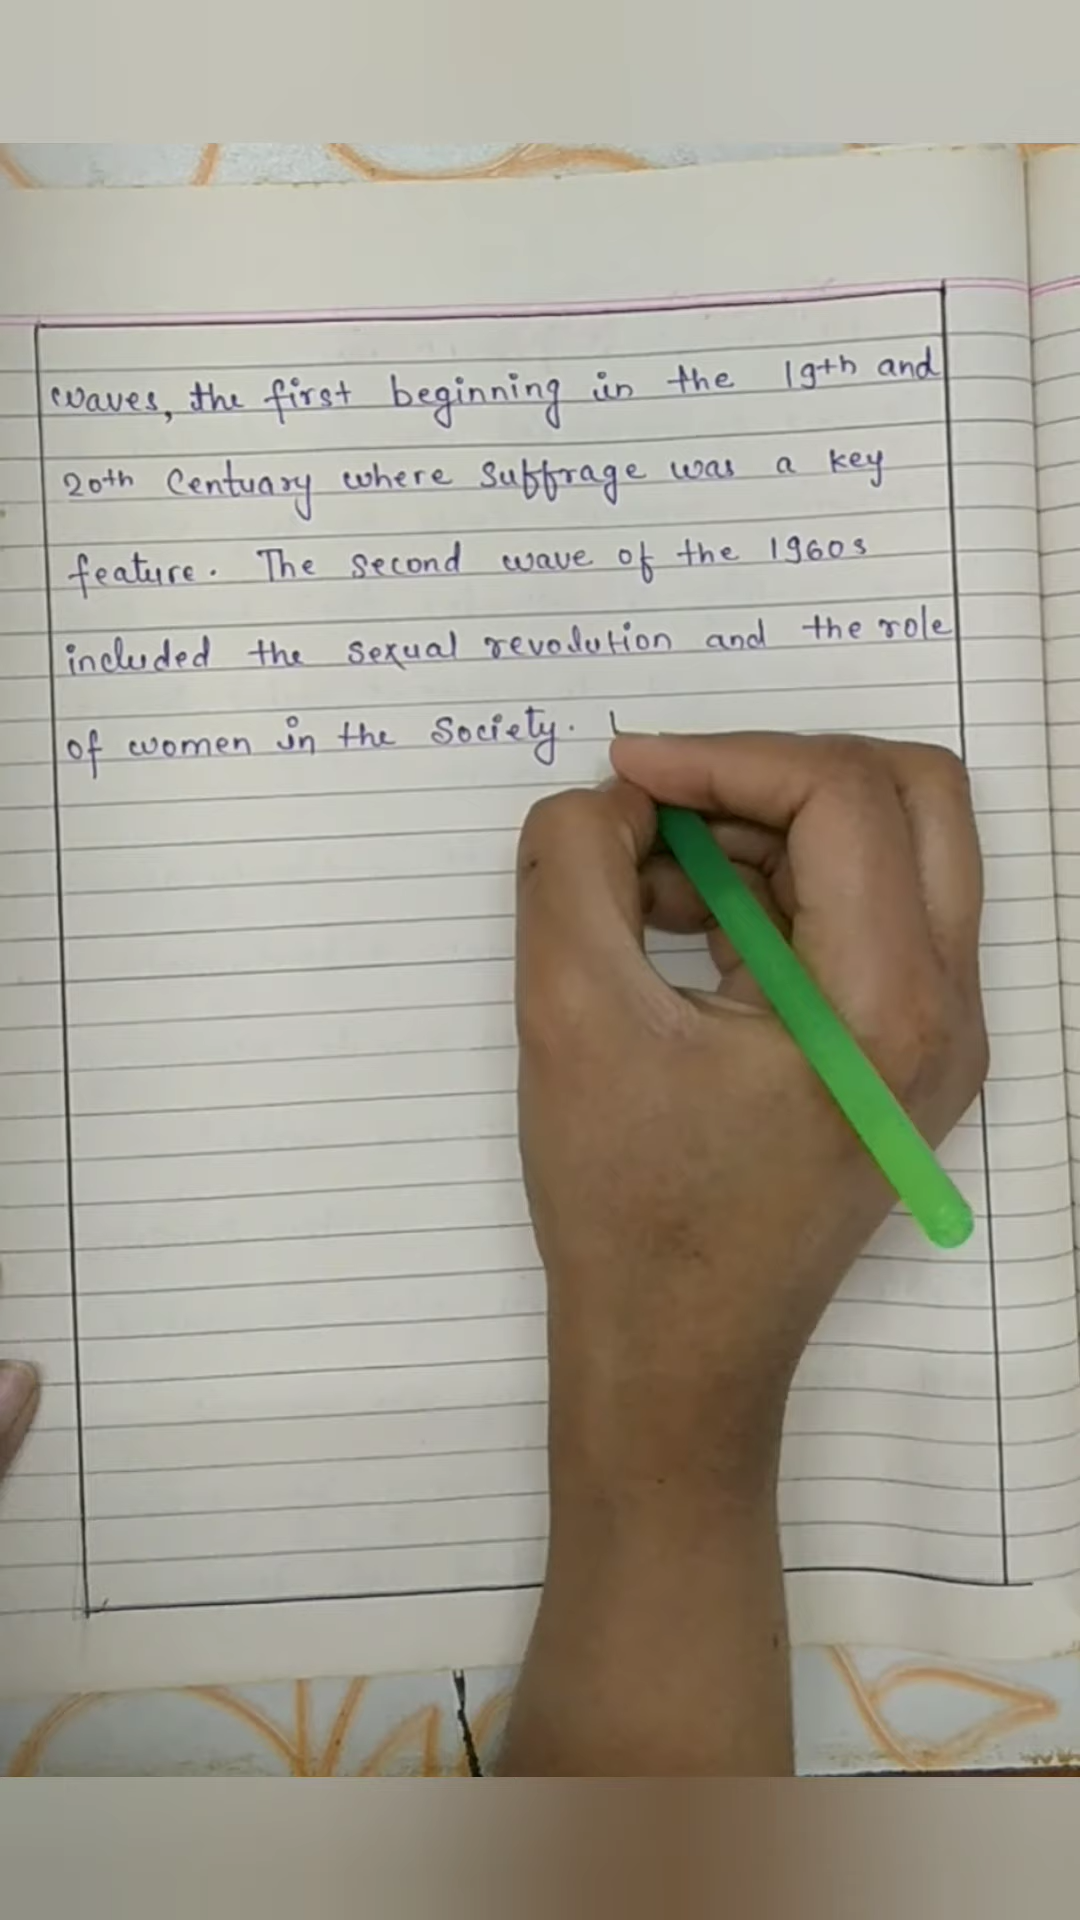 waves, the first beginning in the 19th and
20th Centuary where suffrage was a key
feature. The second wave of the 1960s
included the sexual revolution and the role
of women in the Society.